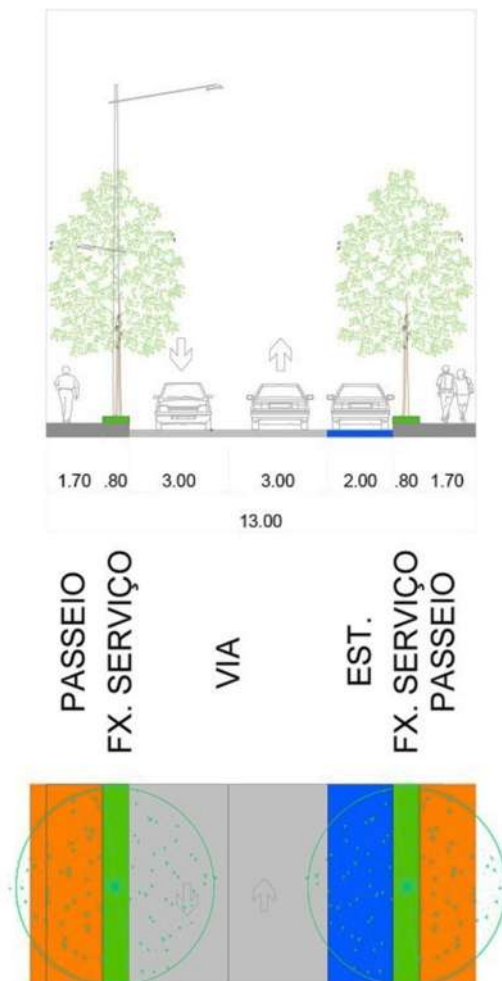 1.70 .80 3.00 3.00 2.00 .80 1.70
13.00
PASSEIO
FX. SERVIÇO
VIA
EST.
FX. SERVIÇO
PASSEIO